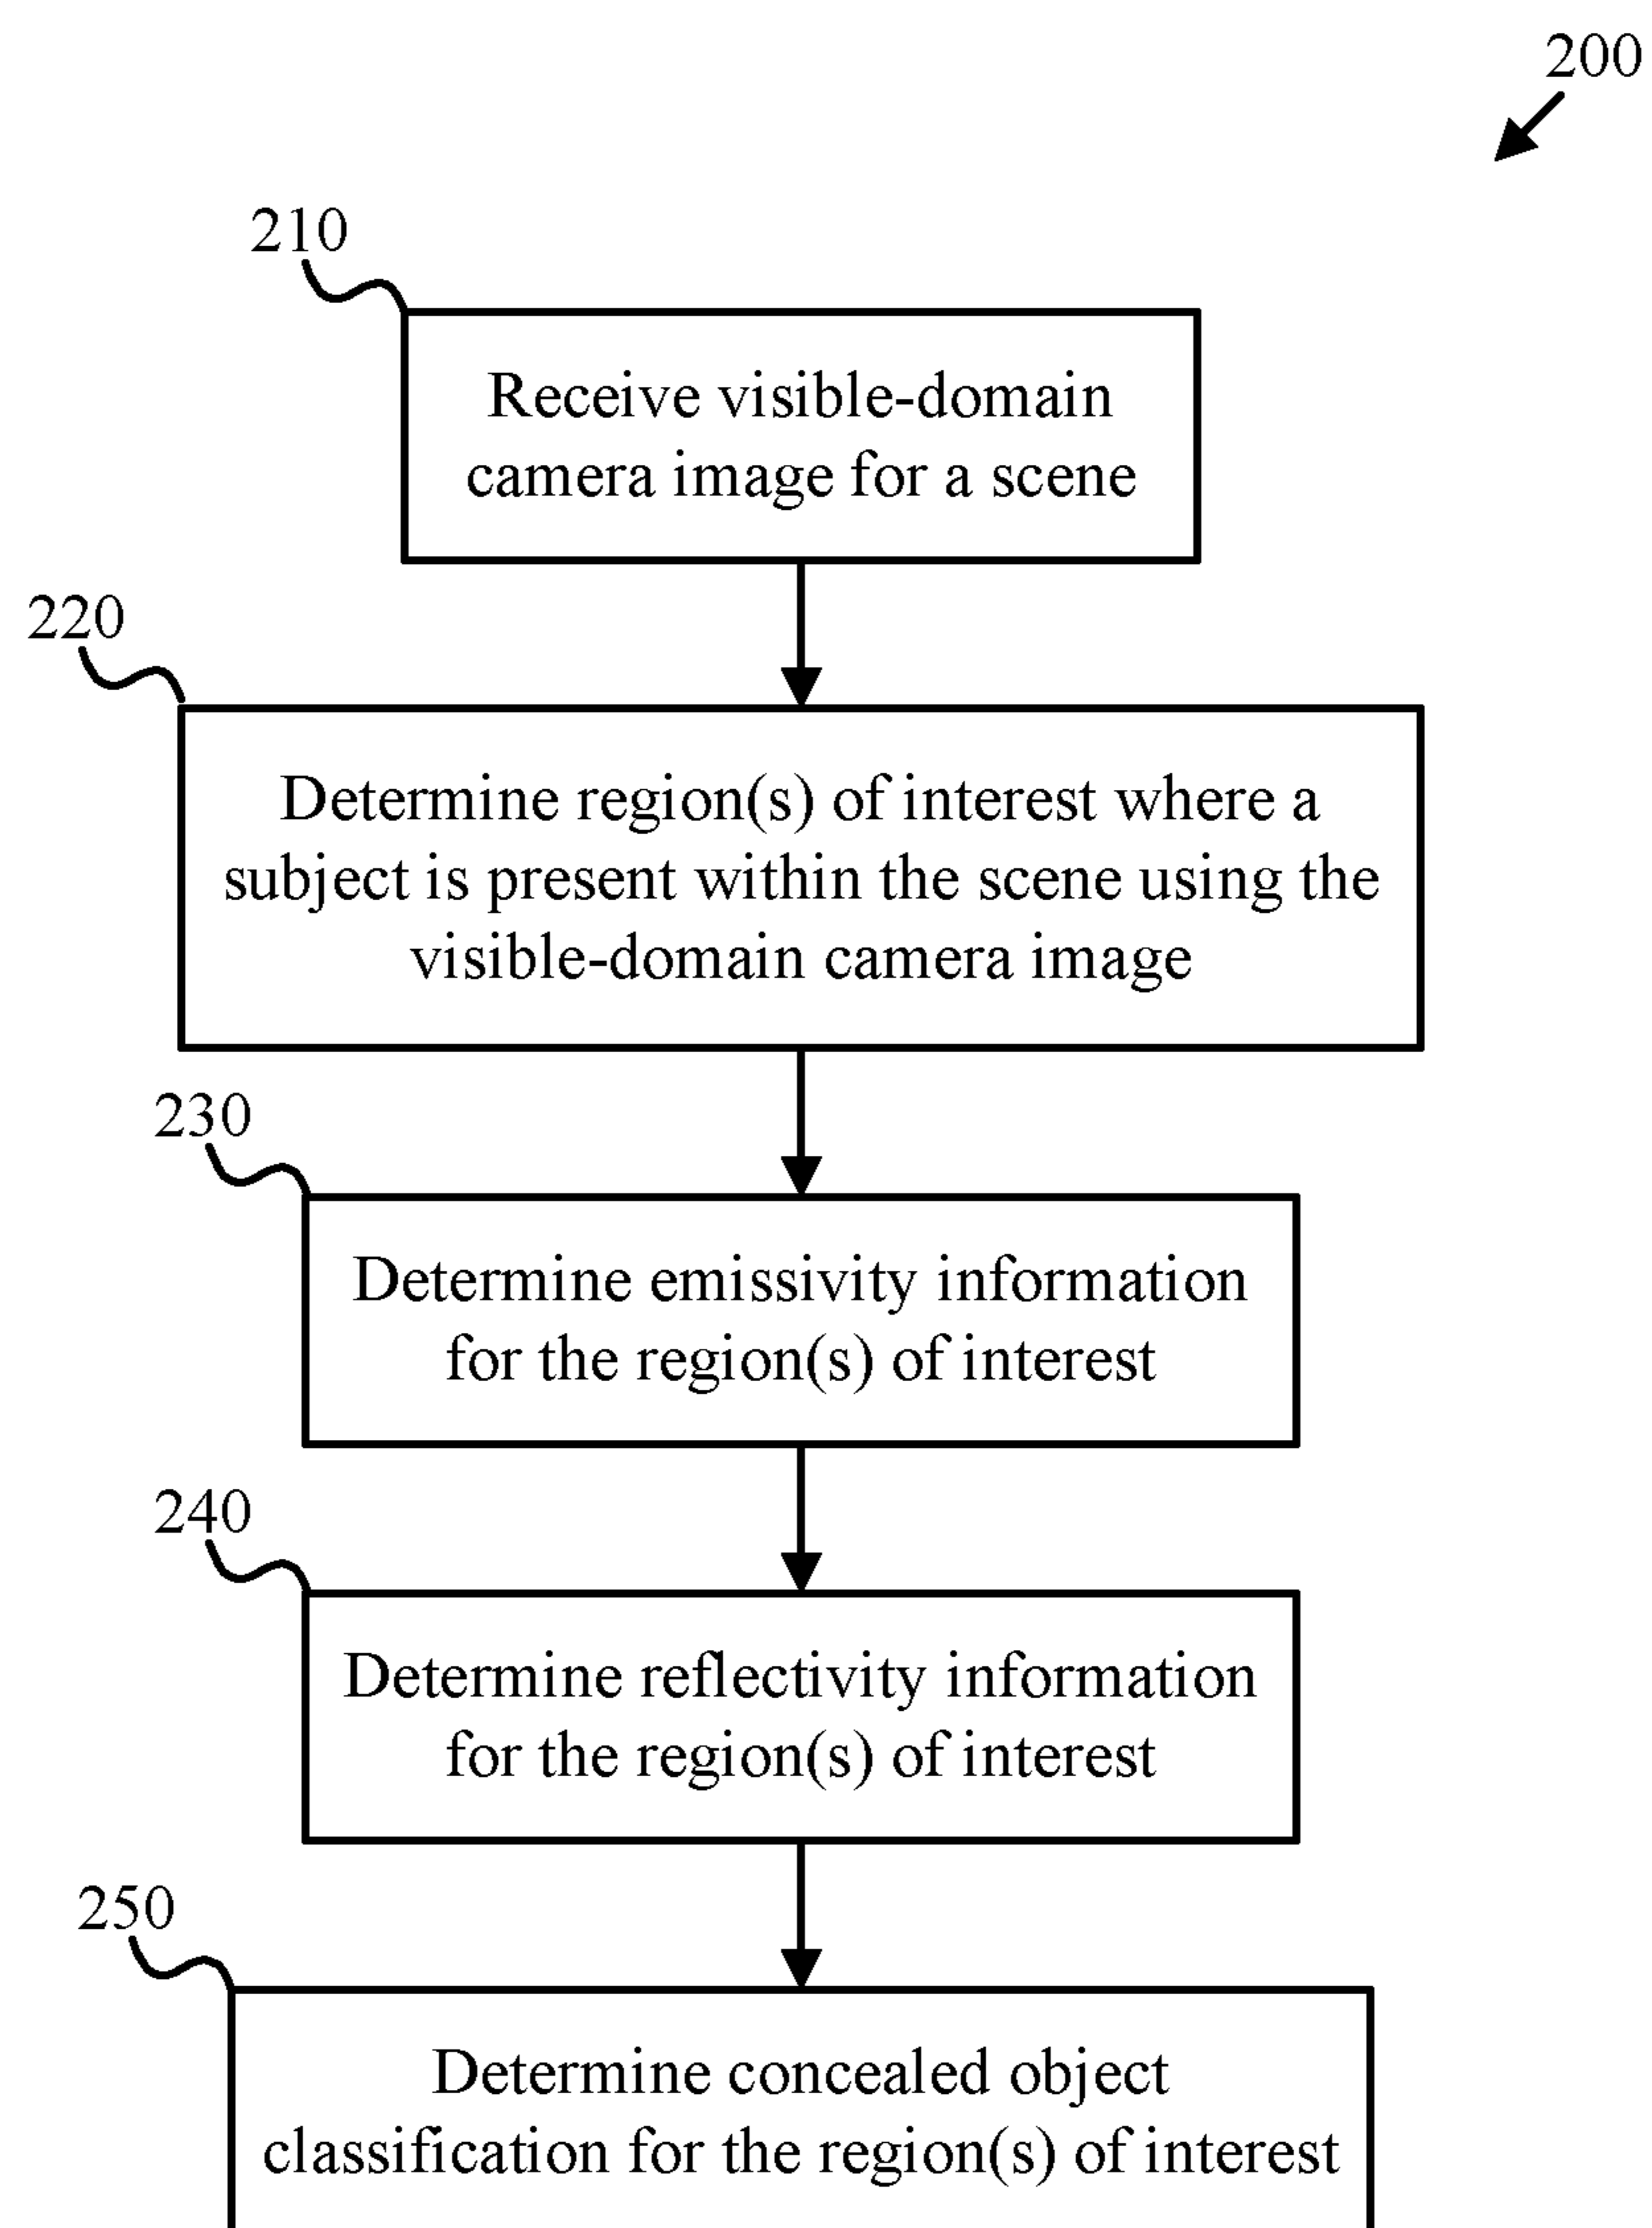 200
210
Receive visible-domain
camera image for a scene
220
Determine region(s) of interest where a
subject is present within the scene using the
visible-domain camera image
230
Determine emissivity information
for the region(s) of interest
240
Determine reflectivity information
for the region(s) of interest
250
Determine concealed object
classification for the region(s) of interest